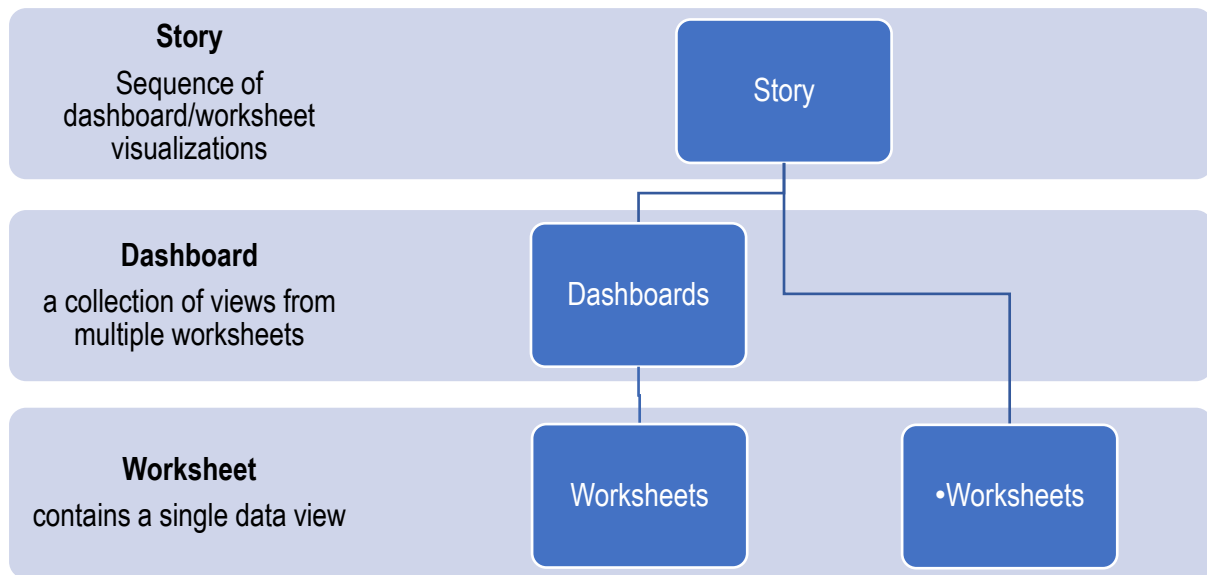 Story
Sequence of
dashboard/worksheet
visualizations
Story
Dashboard
a collection of views from
multiple worksheets
Dashboards
Worksheet
contains a single data view
Worksheets
•Worksheets